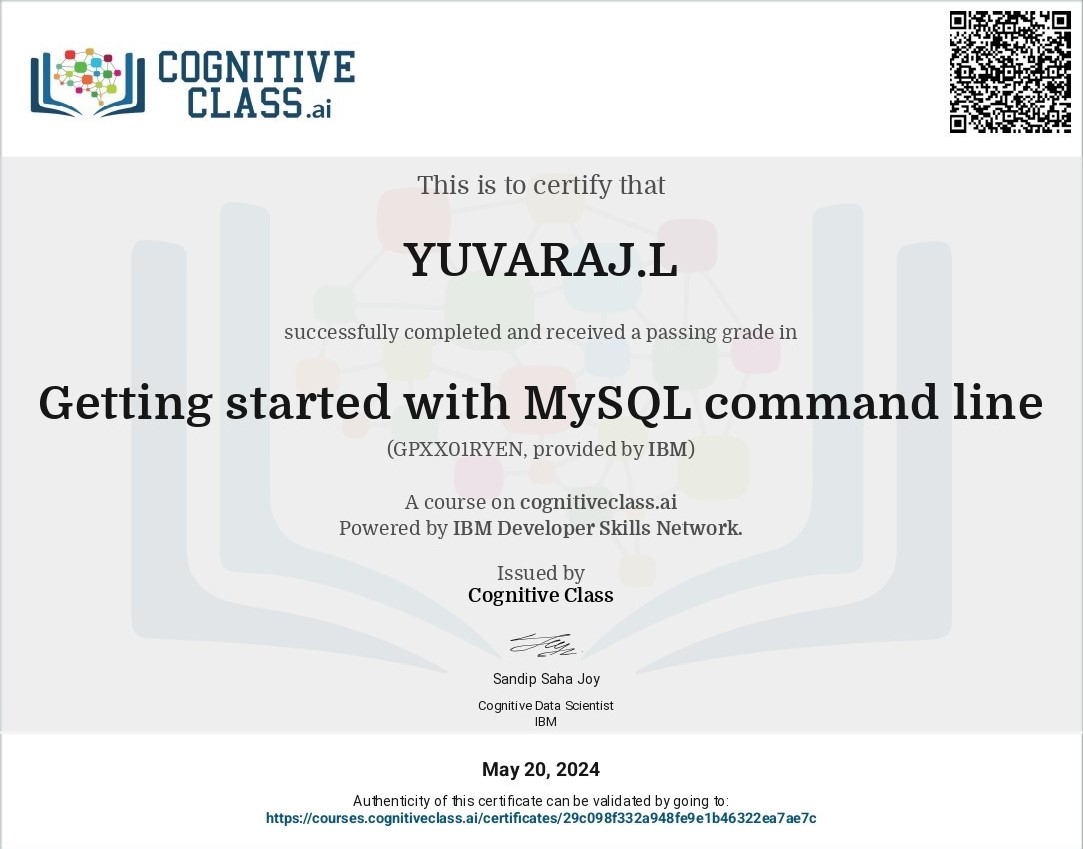 COGNITIVE
CLASS.ai
This is to certify that
YUVARAJ.L
successfully completed and received a passing grade in
Getting started with MySQL command line
(GPXX01RYEN, provided by IBM)
A course on cognitiveclass.ai
Powered by IBM Developer Skills Network.
Issued by
Cognitive Class
Sandip Saha Joy
Cognitive Data Scientist
IBM
May 20, 2024
Authenticity of this certificate can be validated by going to:
https://courses.cognitiveclass.ai/certificates/29c098f332a948fe9e1b46322ea7ae7c